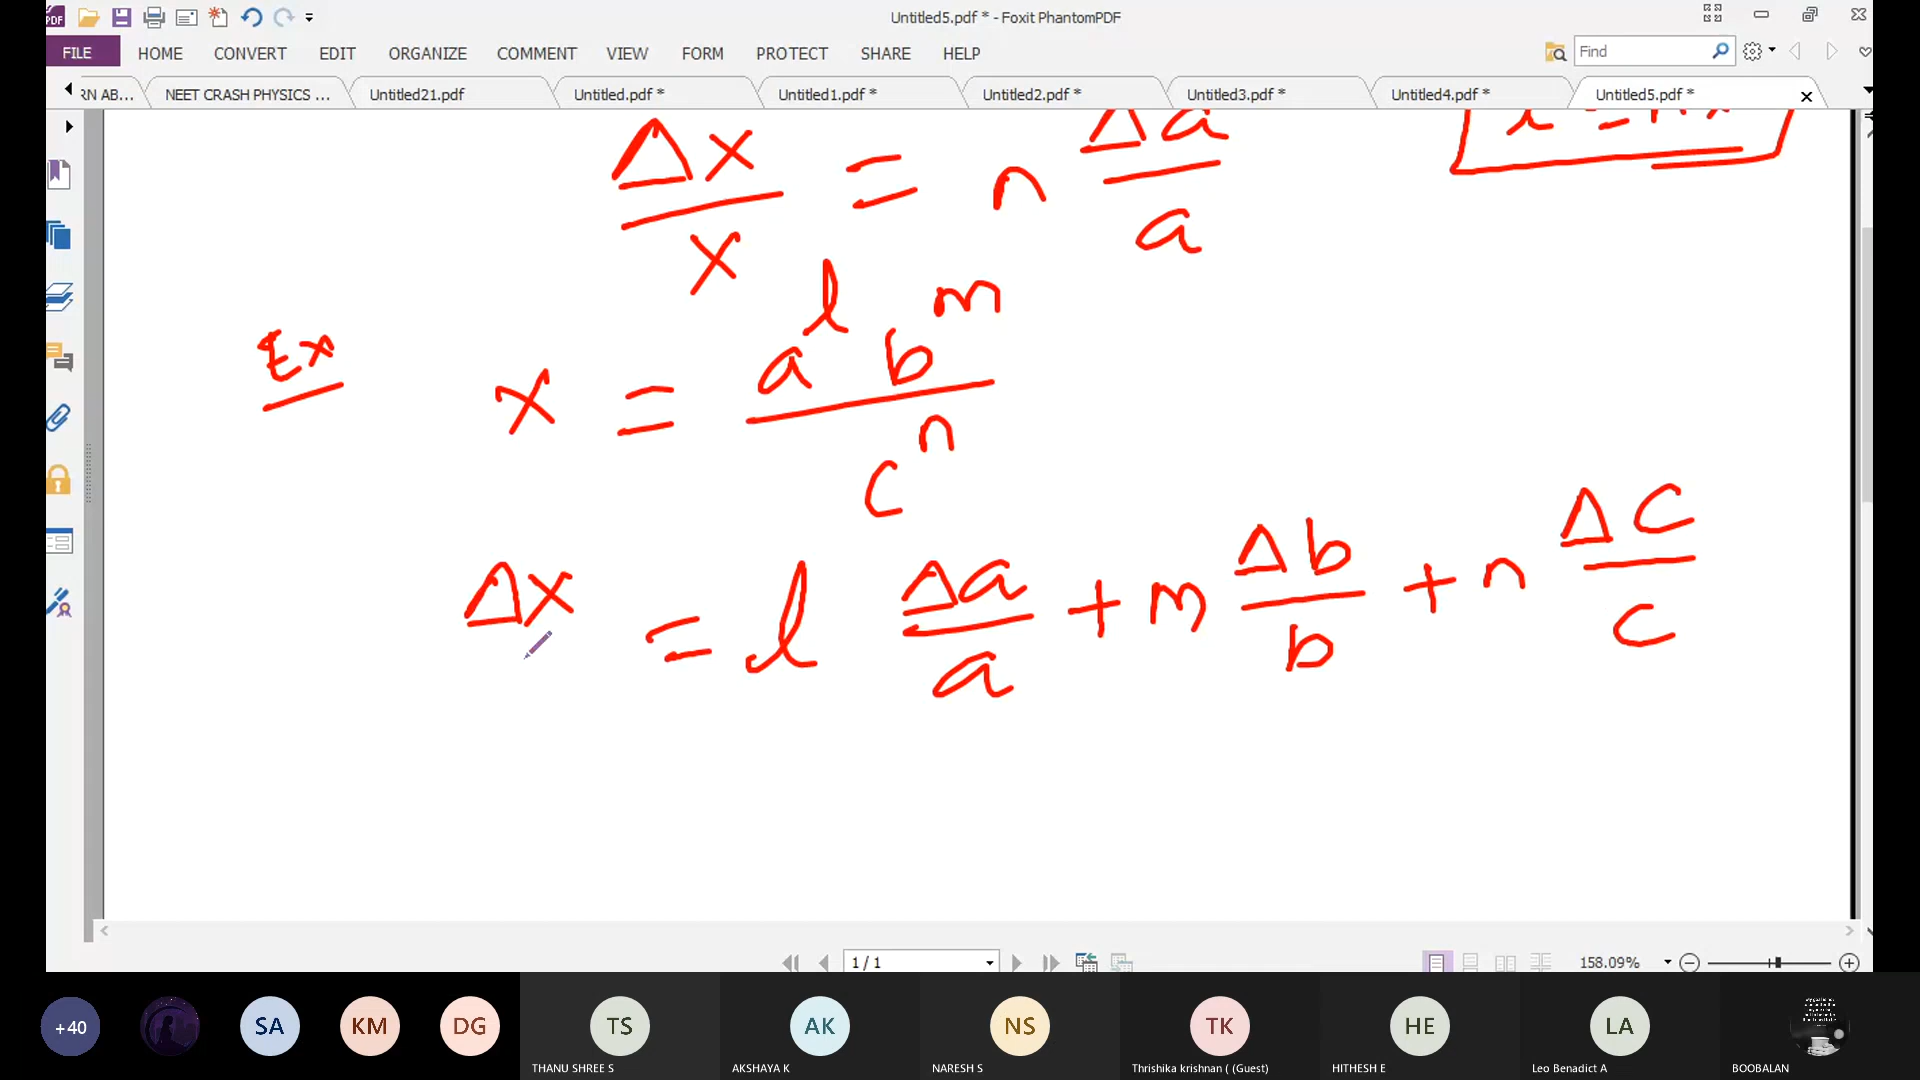 Untitled5.pdf * - Foxit PhantomPDF
FILE HOME CONVERT EDIT ORGANIZE COMMENT VIEW FORM PROTECT SHARE HELP Find
RN AB... NEET CRASH PHYSICS ... Untitled21.pdf Untitled.pdf * Untitled1.pdf * Untitled2.pdf * Untitled3.pdf * Untitled4.pdf * Untitled5.pdf *
Δx/x = n Δa/a
Ex x = a^l b^m / c^n
Δx = l Δa/a + m Δb/b + n ΔC/C
1 / 1 158.09%
+40 SA KM DG TS AK NS TK HE LA
THANU SHREE S AKSHAYA K NARESH S Thrishika krishnan ( (Guest) HITHESH E Leo Benadict A BOOBALAN